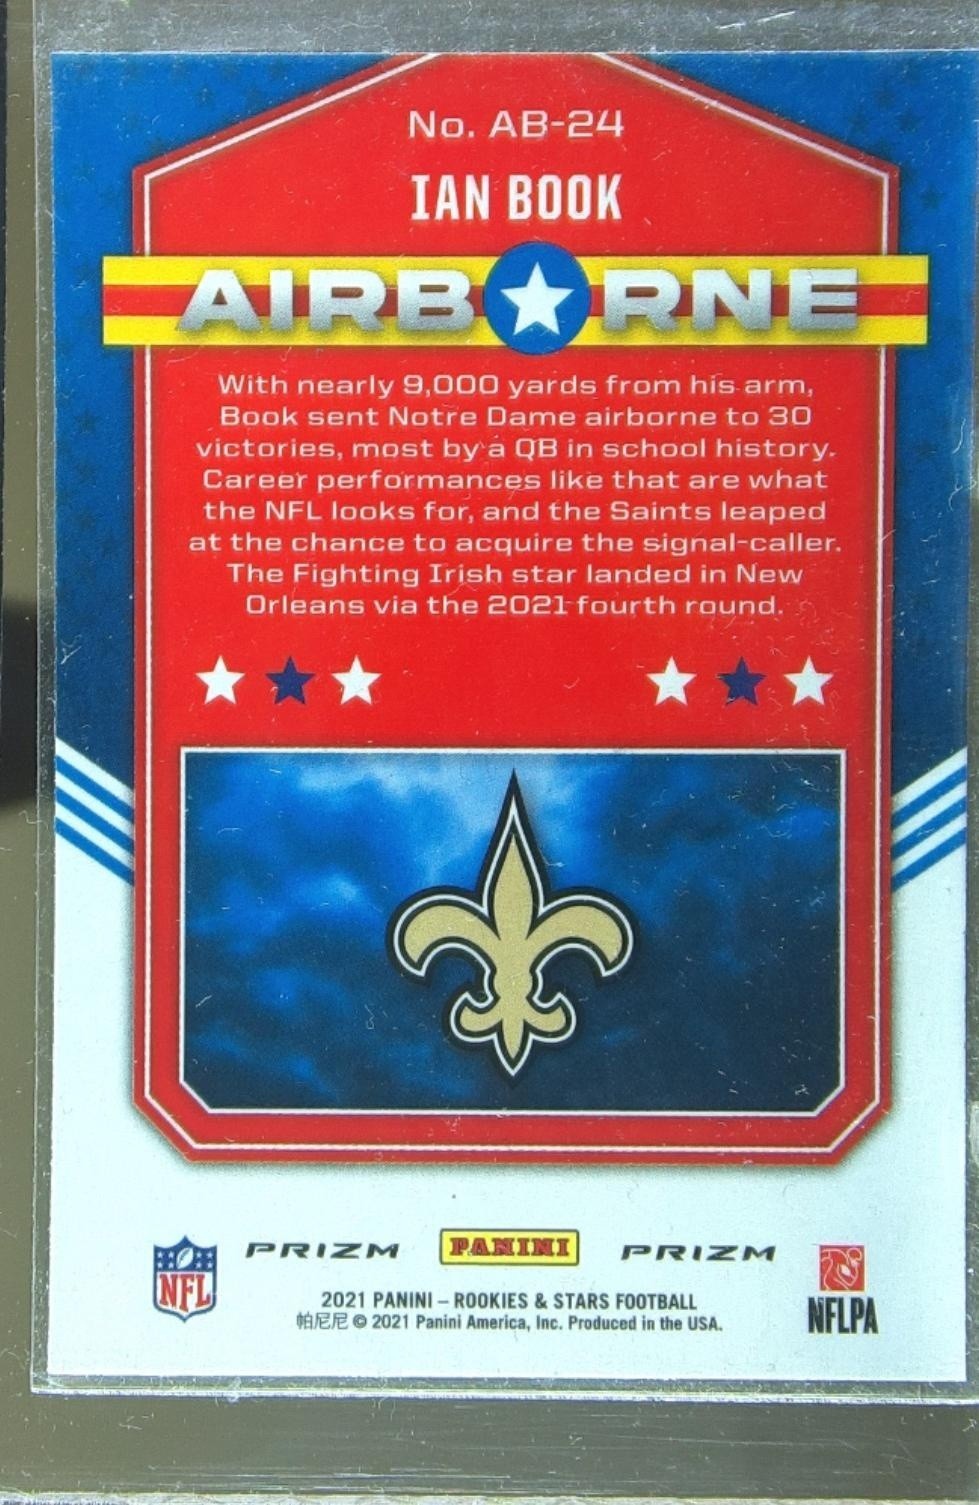 No. AB-24
IAN BOOK
AIRBORNE
With nearly 9,000 yards from his arm,
Book sent Notre Dame airborne to 30
victories, most by a QB in school history.
Career performances like that are what
the NFL looks for, and the Saints leaped
at the chance to acquire the signal-caller.
The Fighting Irish star landed in New
Orleans via the 2021 fourth round.
NFL PRIZM PANINI PRIZM NFLPA
2021 PANINI – ROOKIES & STARS FOOTBALL
帕尼尼 © 2021 Panini America, Inc. Produced in the USA.